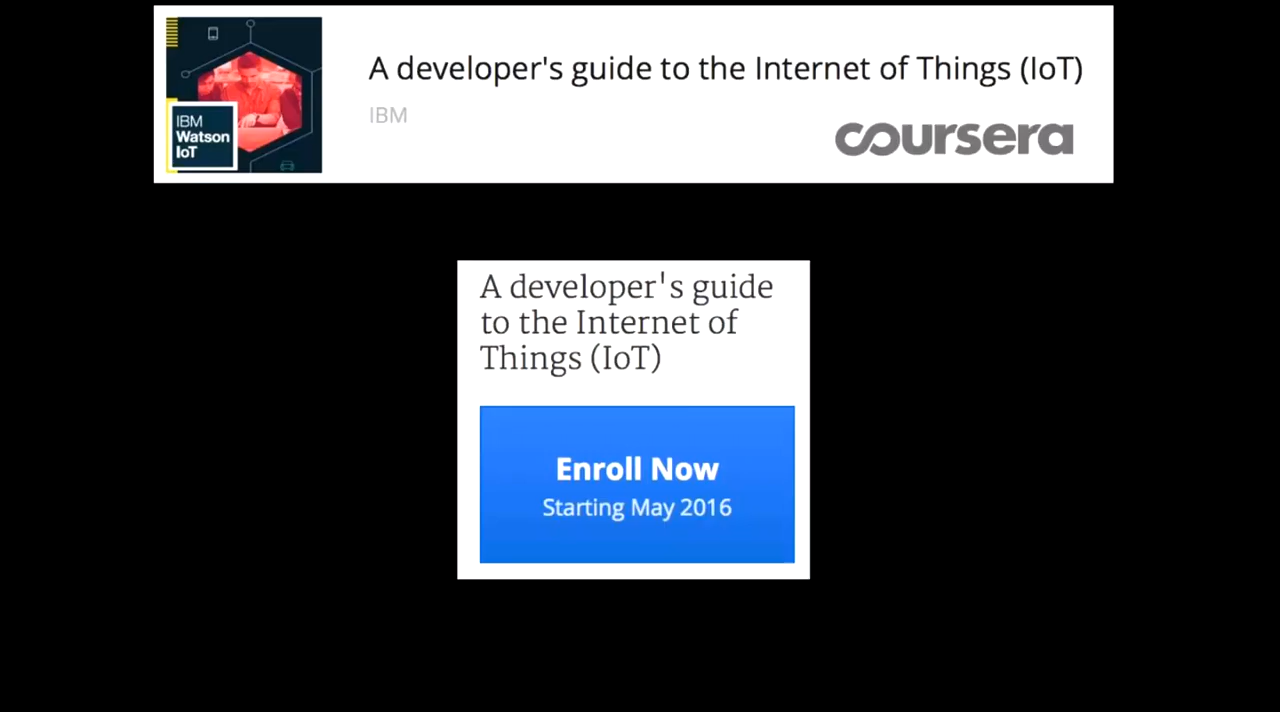 IBM
Watson
IoT
A developer's guide to the Internet of Things (IoT)
IBM
coursera
A developer's guide
to the Internet of
Things (IoT)
Enroll Now
Starting May 2016